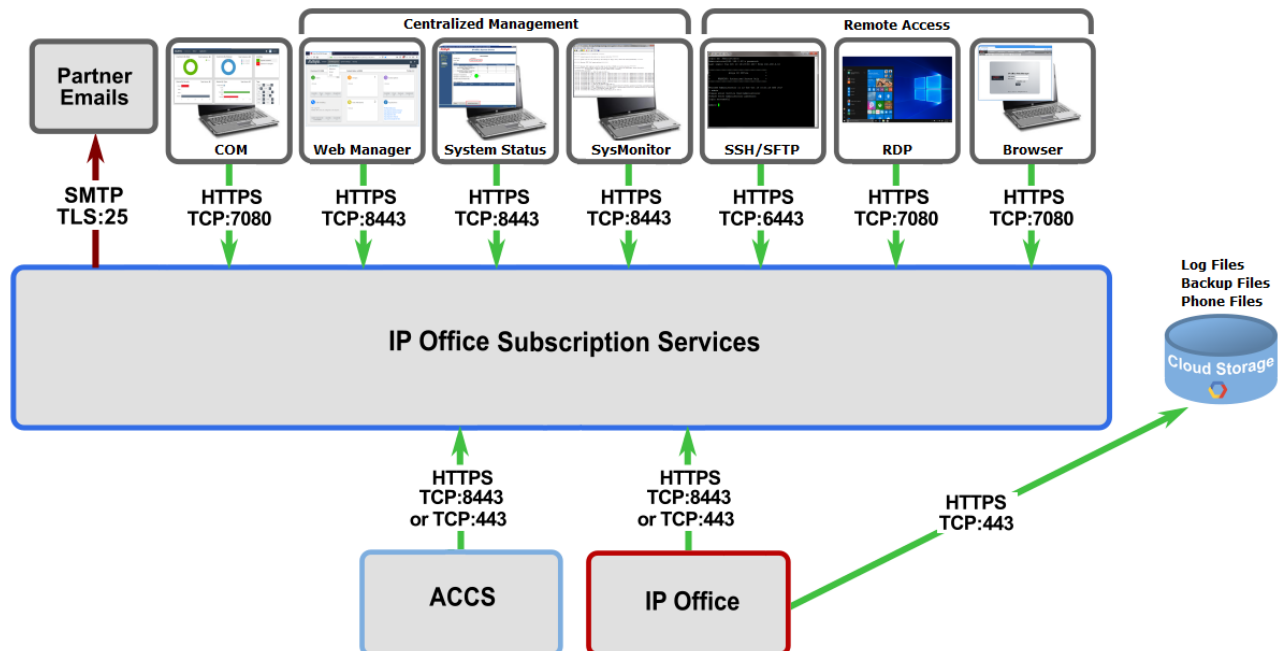 Centralized Management
Remote Access
Partner
Emails
COM
Web Manager
System Status
SysMonitor
SSH/SFTP
RDP
Browser
SMTP
TLS:25
HTTPS
TCP:7080
HTTPS
TCP:8443
HTTPS
TCP:8443
HTTPS
TCP:8443
HTTPS
TCP:6443
HTTPS
TCP:7080
HTTPS
TCP:7080
IP Office Subscription Services
Log Files
Backup Files
Phone Files
Cloud Storage
HTTPS
TCP:8443
or TCP:443
HTTPS
TCP:8443
or TCP:443
HTTPS
TCP:443
ACCS
IP Office